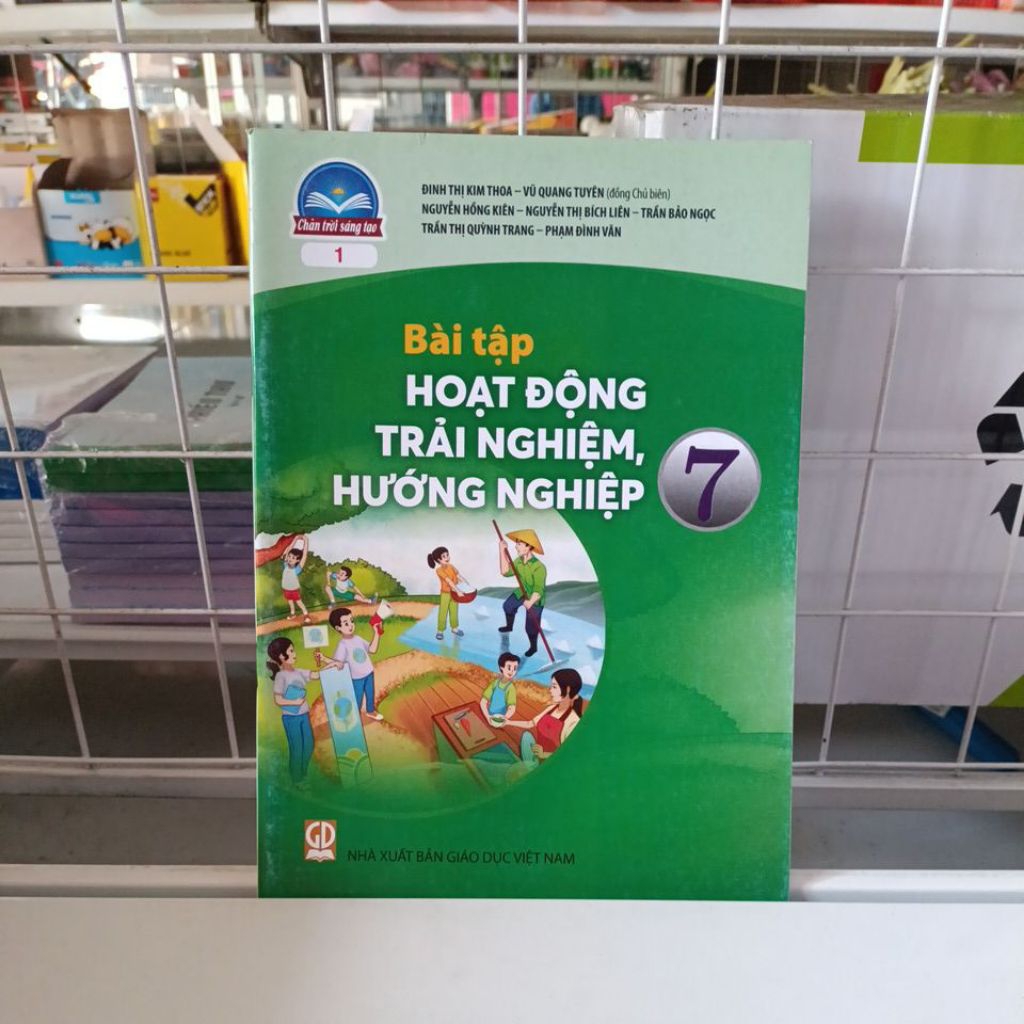 Chân trời sáng tạo
1
ĐINH THỊ KIM THOA – VŨ QUANG TUYÊN (đồng Chủ biên)
NGUYỄN HỒNG KIÊN – NGUYỄN THỊ BÍCH LIÊN – TRẦN BẢO NGỌC
TRẦN THỊ QUỲNH TRANG – PHẠM ĐÌNH VĂN
Bài tập
HOẠT ĐỘNG
TRẢI NGHIỆM,
HƯỚNG NGHIỆP
7
GD
NHÀ XUẤT BẢN GIÁO DỤC VIỆT NAM